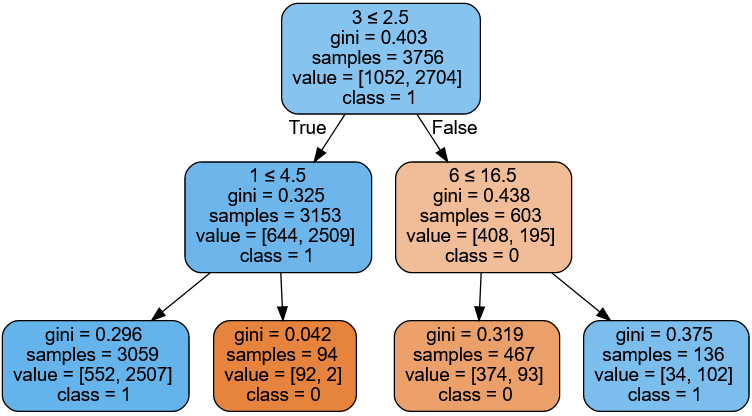 3 ≤ 2.5
gini = 0.403
samples = 3756
value = [1052, 2704]
class = 1
True
False
1 ≤ 4.5
gini = 0.325
samples = 3153
value = [644, 2509]
class = 1
6 ≤ 16.5
gini = 0.438
samples = 603
value = [408, 195]
class = 0
gini = 0.296
samples = 3059
value = [552, 2507]
class = 1
gini = 0.042
samples = 94
value = [92, 2]
class = 0
gini = 0.319
samples = 467
value = [374, 93]
class = 0
gini = 0.375
samples = 136
value = [34, 102]
class = 1